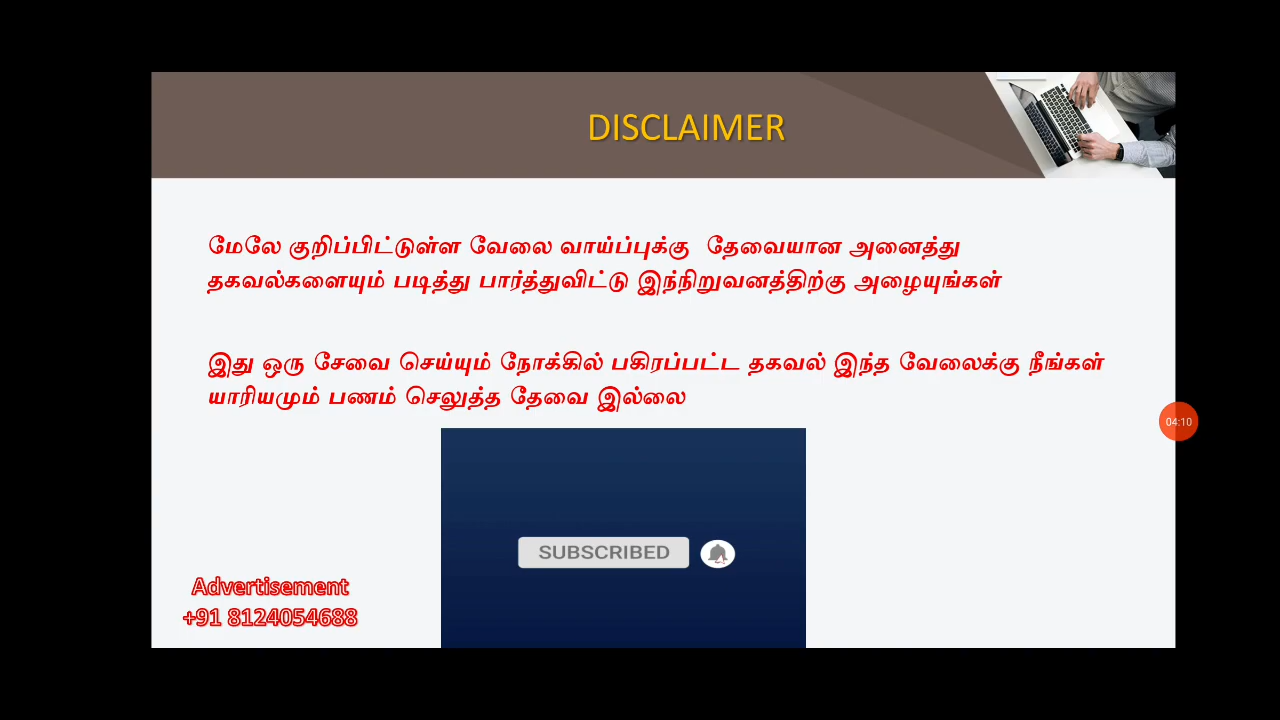 DISCLAIMER
மேலே குறிப்பிட்டுள்ள வேலை வாய்ப்புக்கு தேவையான அனைத்து
தகவல்களையும் படித்து பார்த்துவிட்டு இந்நிறுவனத்திற்கு அழையுங்கள்
இது ஒரு சேவை செய்யும் நோக்கில் பகிரப்பட்ட தகவல் இந்த வேலைக்கு நீங்கள்
யாரியமும் பணம் செலுத்த தேவை இல்லை
04:10
SUBSCRIBED
Advertisement
+91 8124054688